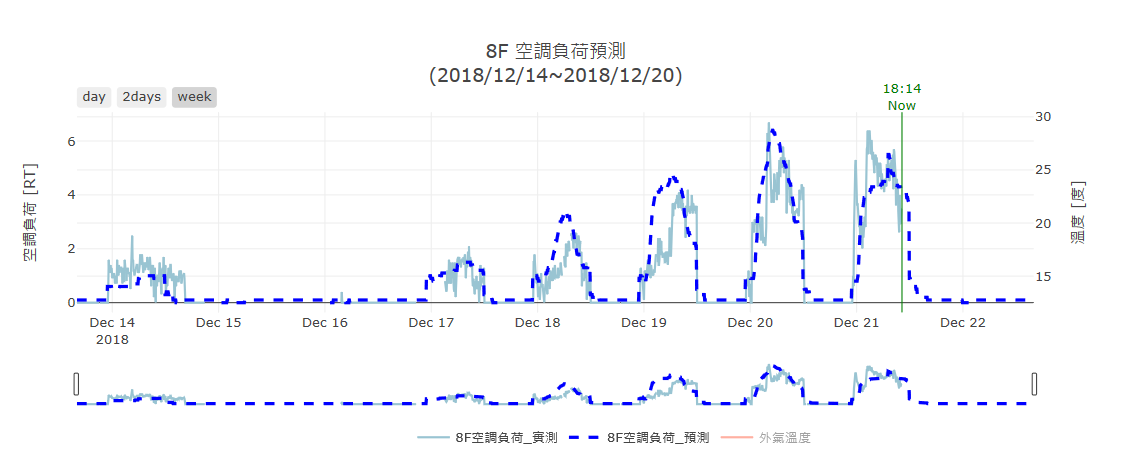 8F 空調負荷預測
(2018/12/14~2018/12/20)
day 2days week
18:14
Now
空調負荷 [RT]
6
4
2
0
30
25
20
15
溫度 [度]
Dec 14 Dec 15 Dec 16 Dec 17 Dec 18 Dec 19 Dec 20 Dec 21 Dec 22
2018
8F空調負荷_實測 8F空調負荷_預測 外氣溫度